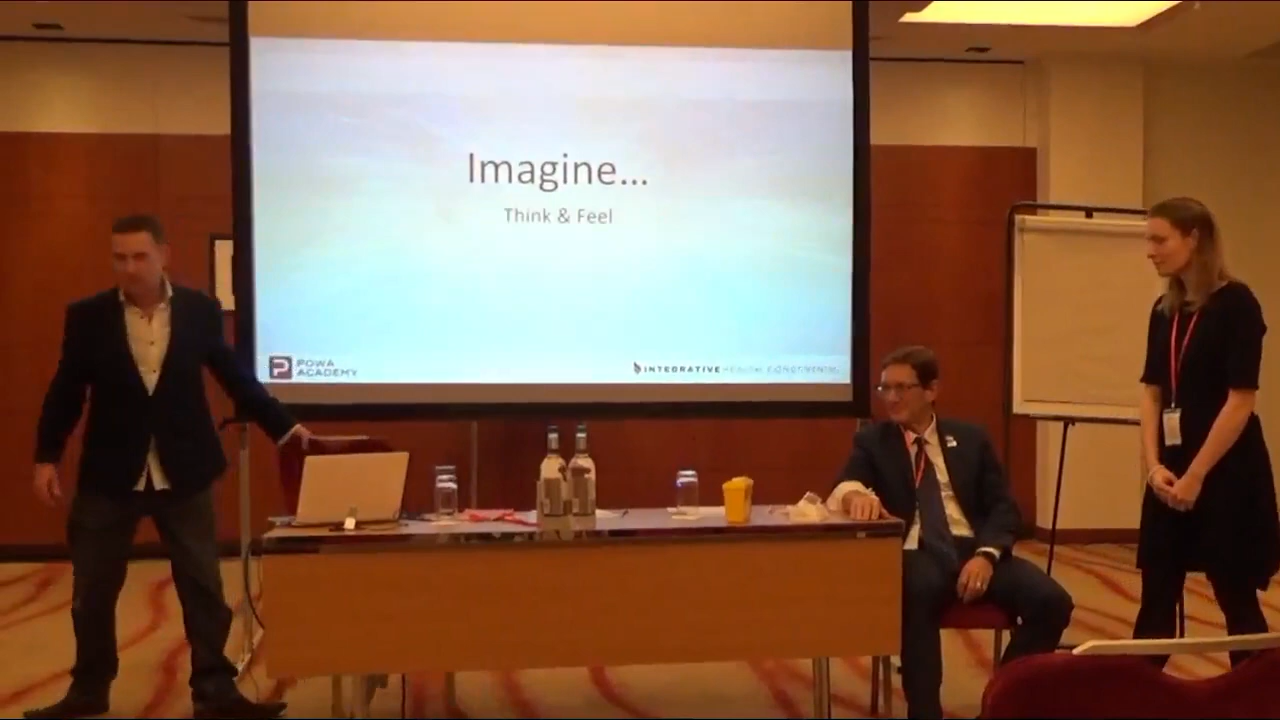 Imagine...
Think & Feel
POWA
ACADEMY
INTEGRATIVE HEALTH CONVENTION